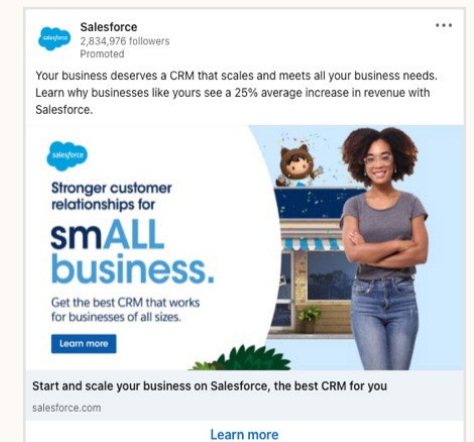 salesforce
Salesforce
2,834,976 followers
Promoted
Your business deserves a CRM that scales and meets all your business needs.
Learn why businesses like yours see a 25% average increase in revenue with
Salesforce.
salesforce
Stronger customer
relationships for
smALL
business.
Get the best CRM that works
for businesses of all sizes.
Learn more
Start and scale your business on Salesforce, the best CRM for you
salesforce.com
Learn more